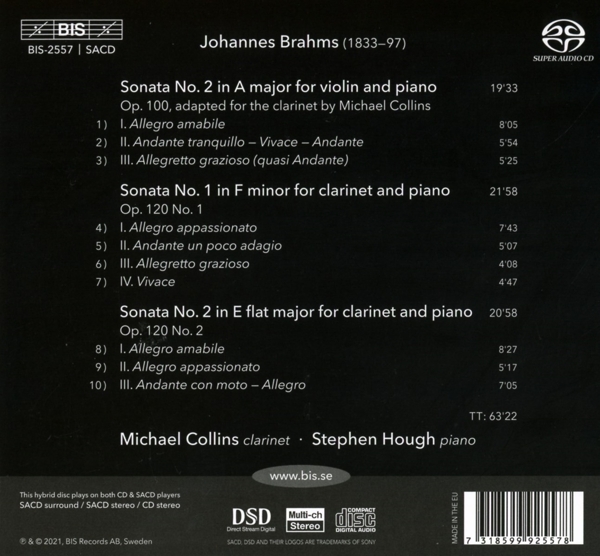 BIS
BIS-2557 | SACD
Johannes Brahms (1833–97)
SUPER AUDIO CD
Sonata No. 2 in A major for violin and piano 19'33
Op. 100, adapted for the clarinet by Michael Collins
1) I. Allegro amabile 8'05
2) II. Andante tranquillo – Vivace – Andante 5'54
3) III. Allegretto grazioso (quasi Andante) 5'25
Sonata No. 1 in F minor for clarinet and piano 21'58
Op. 120 No. 1
4) I. Allegro appassionato 7'43
5) II. Andante un poco adagio 5'07
6) III. Allegretto grazioso 4'08
7) IV. Vivace 4'47
Sonata No. 2 in E flat major for clarinet and piano 20'58
Op. 120 No. 2
8) I. Allegro amabile 8'27
9) II. Allegro appassionato 5'17
10) III. Andante con moto – Allegro 7'05
TT: 63'22
Michael Collins clarinet · Stephen Hough piano
www.bis.se
This hybrid disc plays on both CD & SACD players
SACD surround / SACD stereo / CD stereo
℗ & © 2021, BIS Records AB, Sweden
DSD
Direct Stream Digital
Multi-ch
Stereo
COMPACT
disc
DIGITAL AUDIO
SACD, DSD AND THEIR LOGOS ARE TRADEMARKS OF SONY
MADE IN THE EU
7 318599 925578